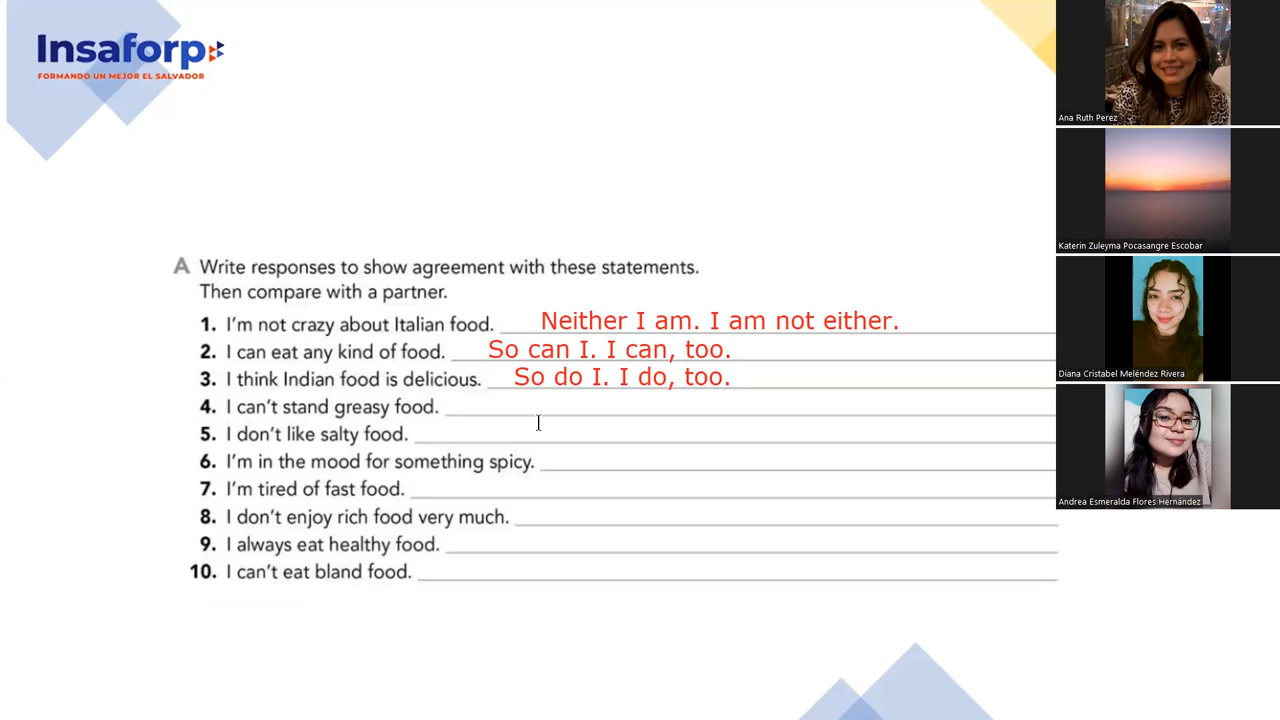 Insaforp
FORMANDO UN MEJOR EL SALVADOR
A Write responses to show agreement with these statements.
Then compare with a partner.
1. I'm not crazy about Italian food. Neither I am. I am not either.
2. I can eat any kind of food. So can I. I can, too.
3. I think Indian food is delicious. So do I. I do, too.
4. I can't stand greasy food.
5. I don't like salty food.
6. I'm in the mood for something spicy.
7. I'm tired of fast food.
8. I don't enjoy rich food very much.
9. I always eat healthy food.
10. I can't eat bland food.
Ana Ruth Perez
Katerin Zuleyma Pocasangre Escobar
Diana Cristabel Meléndez Rivera
Andrea Esmeralda Flores Hernández